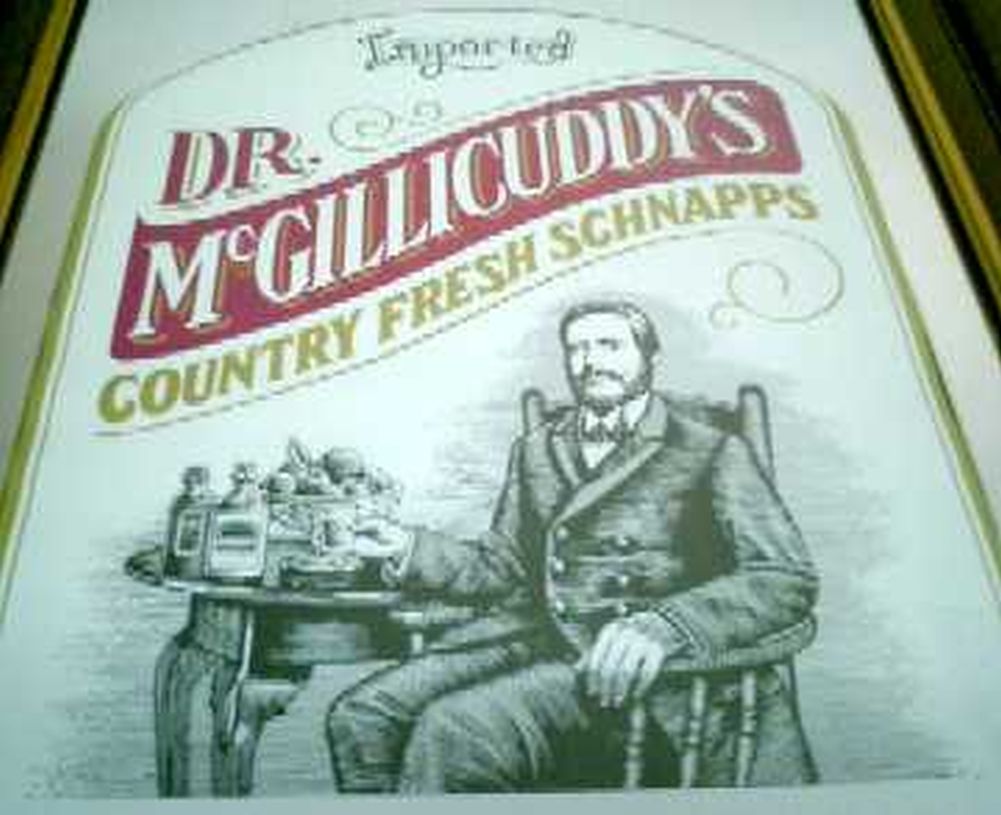 Imported
DR.
McGILLICUDDY'S
COUNTRY FRESH SCHNAPPS